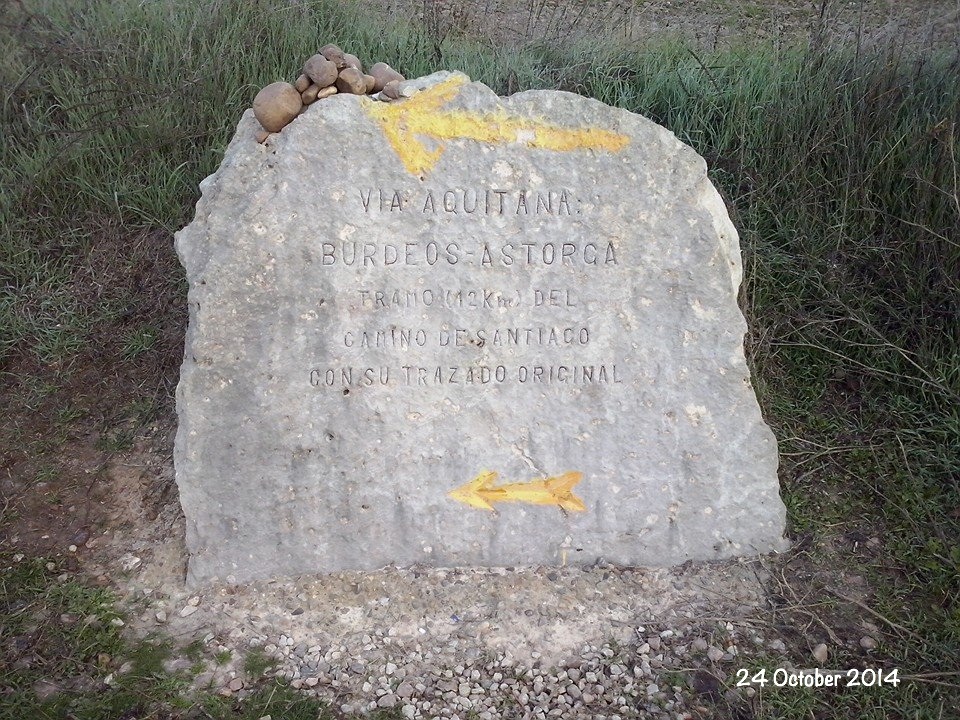 VIA AQUITANA:
BURDEOS-ASTORGA
TRAMO (12Km) DEL
CAMINO DE SANTIAGO
CON SU TRAZADO ORIGINAL
24 October 2014